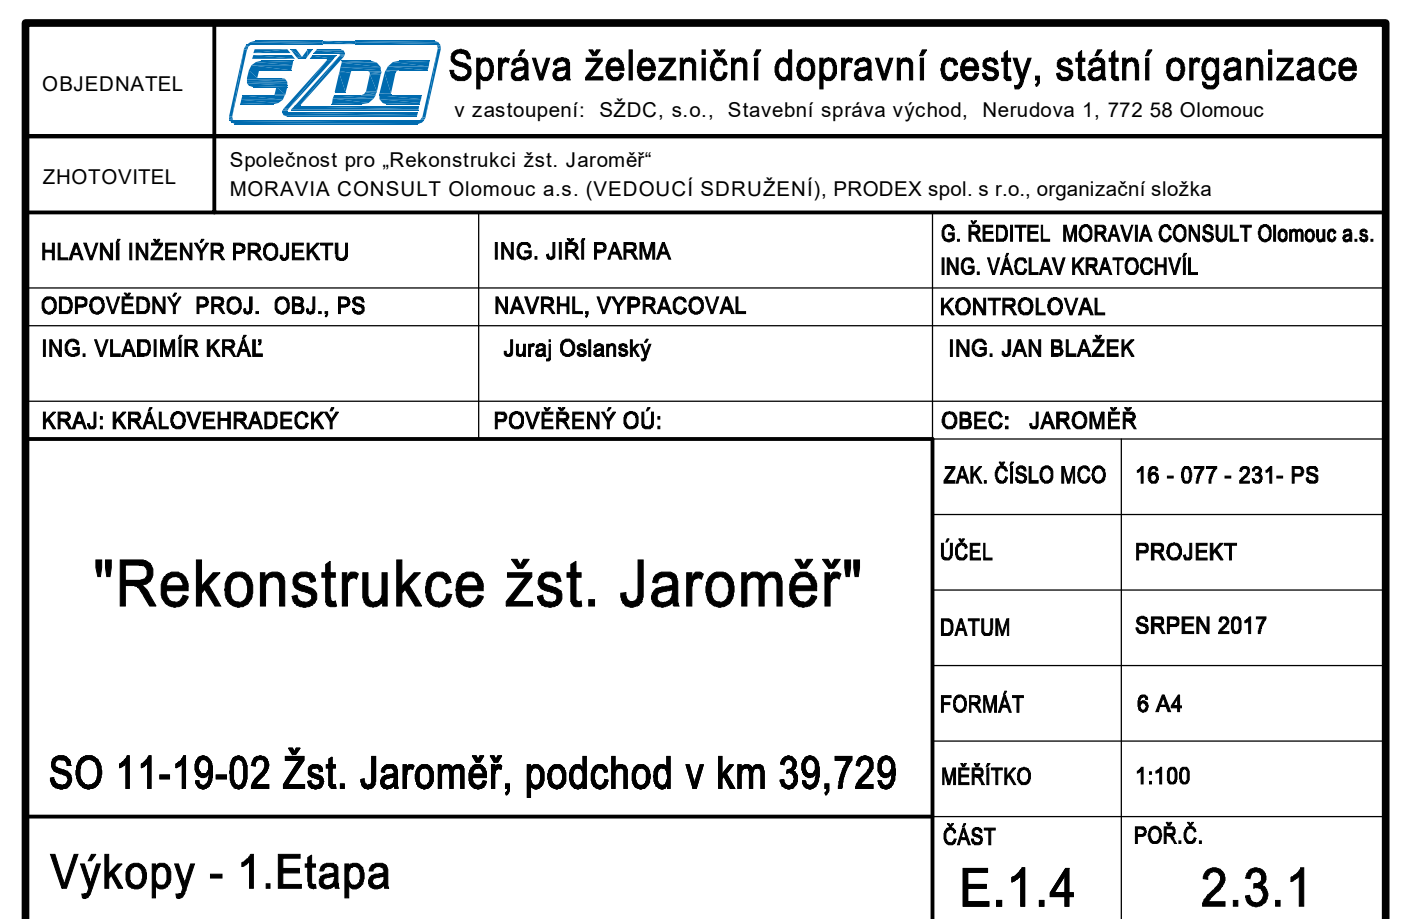 OBJEDNATEL
SŽDC
Správa železniční dopravní cesty, státní organizace
v zastoupení: SŽDC, s.o., Stavební správa východ, Nerudova 1, 772 58 Olomouc
ZHOTOVITEL
Společnost pro „Rekonstrukci žst. Jaroměř“
MORAVIA CONSULT Olomouc a.s. (VEDOUCÍ SDRUŽENÍ), PRODEX spol. s r.o., organizační složka
HLAVNÍ INŽENÝR PROJEKTU
ING. JIŘÍ PARMA
G. ŘEDITEL MORAVIA CONSULT Olomouc a.s.
ING. VÁCLAV KRATOCHVÍL
ODPOVĚDNÝ PROJ. OBJ., PS
NAVRHL, VYPRACOVAL
KONTROLOVAL
ING. VLADIMÍR KRÁĽ
Juraj Oslanský
ING. JAN BLAŽEK
KRAJ: KRÁLOVEHRADECKÝ
POVĚŘENÝ OÚ:
OBEC: JAROMĚŘ
"Rekonstrukce žst. Jaroměř"
SO 11-19-02 Žst. Jaroměř, podchod v km 39,729
ZAK. ČÍSLO MCO
16 - 077 - 231- PS
ÚČEL
PROJEKT
DATUM
SRPEN 2017
FORMÁT
6 A4
MĚŘÍTKO
1:100
Výkopy - 1.Etapa
ČÁST
E.1.4
POŘ.Č.
2.3.1